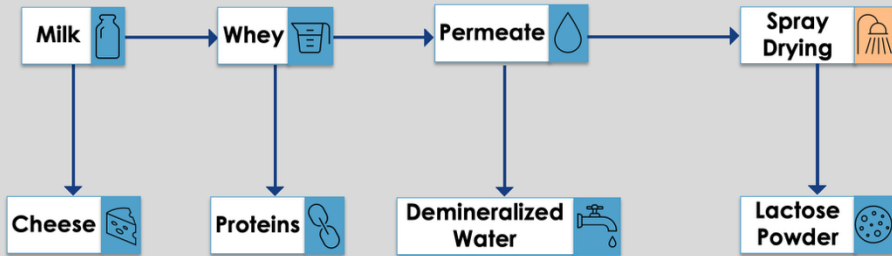 Milk
Whey
Permeate
Spray
Drying
Cheese
Proteins
Demineralized
Water
Lactose
Powder